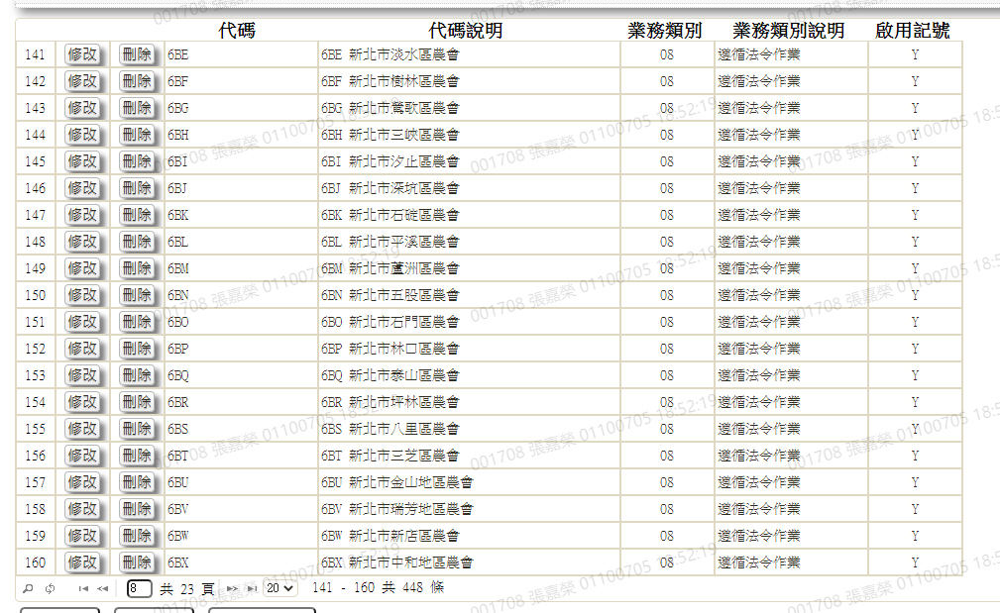 代碼 代碼說明 業務類別 業務類別說明 啟用記號
141 修改 刪除 6BE 6BE 新北市淡水區農會 08 遵循法令作業 Y
142 修改 刪除 6BF 6BF 新北市樹林區農會 08 遵循法令作業 Y
143 修改 刪除 6BG 6BG 新北市鶯歌區農會 08 遵循法令作業 Y
144 修改 刪除 6BH 6BH 新北市三峽區農會 08 遵循法令作業 Y
145 修改 刪除 6BI 6BI 新北市汐止區農會 08 遵循法令作業 Y
146 修改 刪除 6BJ 6BJ 新北市深坑區農會 08 遵循法令作業 Y
147 修改 刪除 6BK 6BK 新北市石碇區農會 08 遵循法令作業 Y
148 修改 刪除 6BL 6BL 新北市平溪區農會 08 遵循法令作業 Y
149 修改 刪除 6BM 6BM 新北市蘆洲區農會 08 遵循法令作業 Y
150 修改 刪除 6BN 6BN 新北市五股區農會 08 遵循法令作業 Y
151 修改 刪除 6BO 6BO 新北市石門區農會 08 遵循法令作業 Y
152 修改 刪除 6BP 6BP 新北市林口區農會 08 遵循法令作業 Y
153 修改 刪除 6BQ 6BQ 新北市泰山區農會 08 遵循法令作業 Y
154 修改 刪除 6BR 6BR 新北市坪林區農會 08 遵循法令作業 Y
155 修改 刪除 6BS 6BS 新北市八里區農會 08 遵循法令作業 Y
156 修改 刪除 6BT 6BT 新北市三芝區農會 08 遵循法令作業 Y
157 修改 刪除 6BU 6BU 新北市金山地區農會 08 遵循法令作業 Y
158 修改 刪除 6BV 6BV 新北市瑞芳地區農會 08 遵循法令作業 Y
159 修改 刪除 6BW 6BW 新北市新店區農會 08 遵循法令作業 Y
160 修改 刪除 6BX 6BX 新北市中和地區農會 08 遵循法令作業 Y
8 共 23 頁 20 141 - 160 共 448 條
001708 張嘉榮 01100705 18:52:19